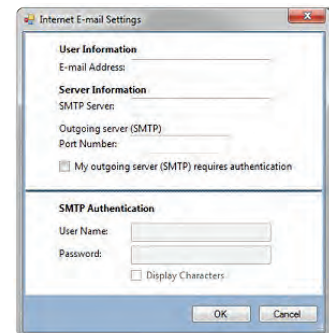 Internet E-mail Settings
User Information
E-mail Address:
Server Information
SMTP Server:
Outgoing server (SMTP)
Port Number:
My outgoing server (SMTP) requires authentication
SMTP Authentication
User Name:
Password:
Display Characters
OK Cancel